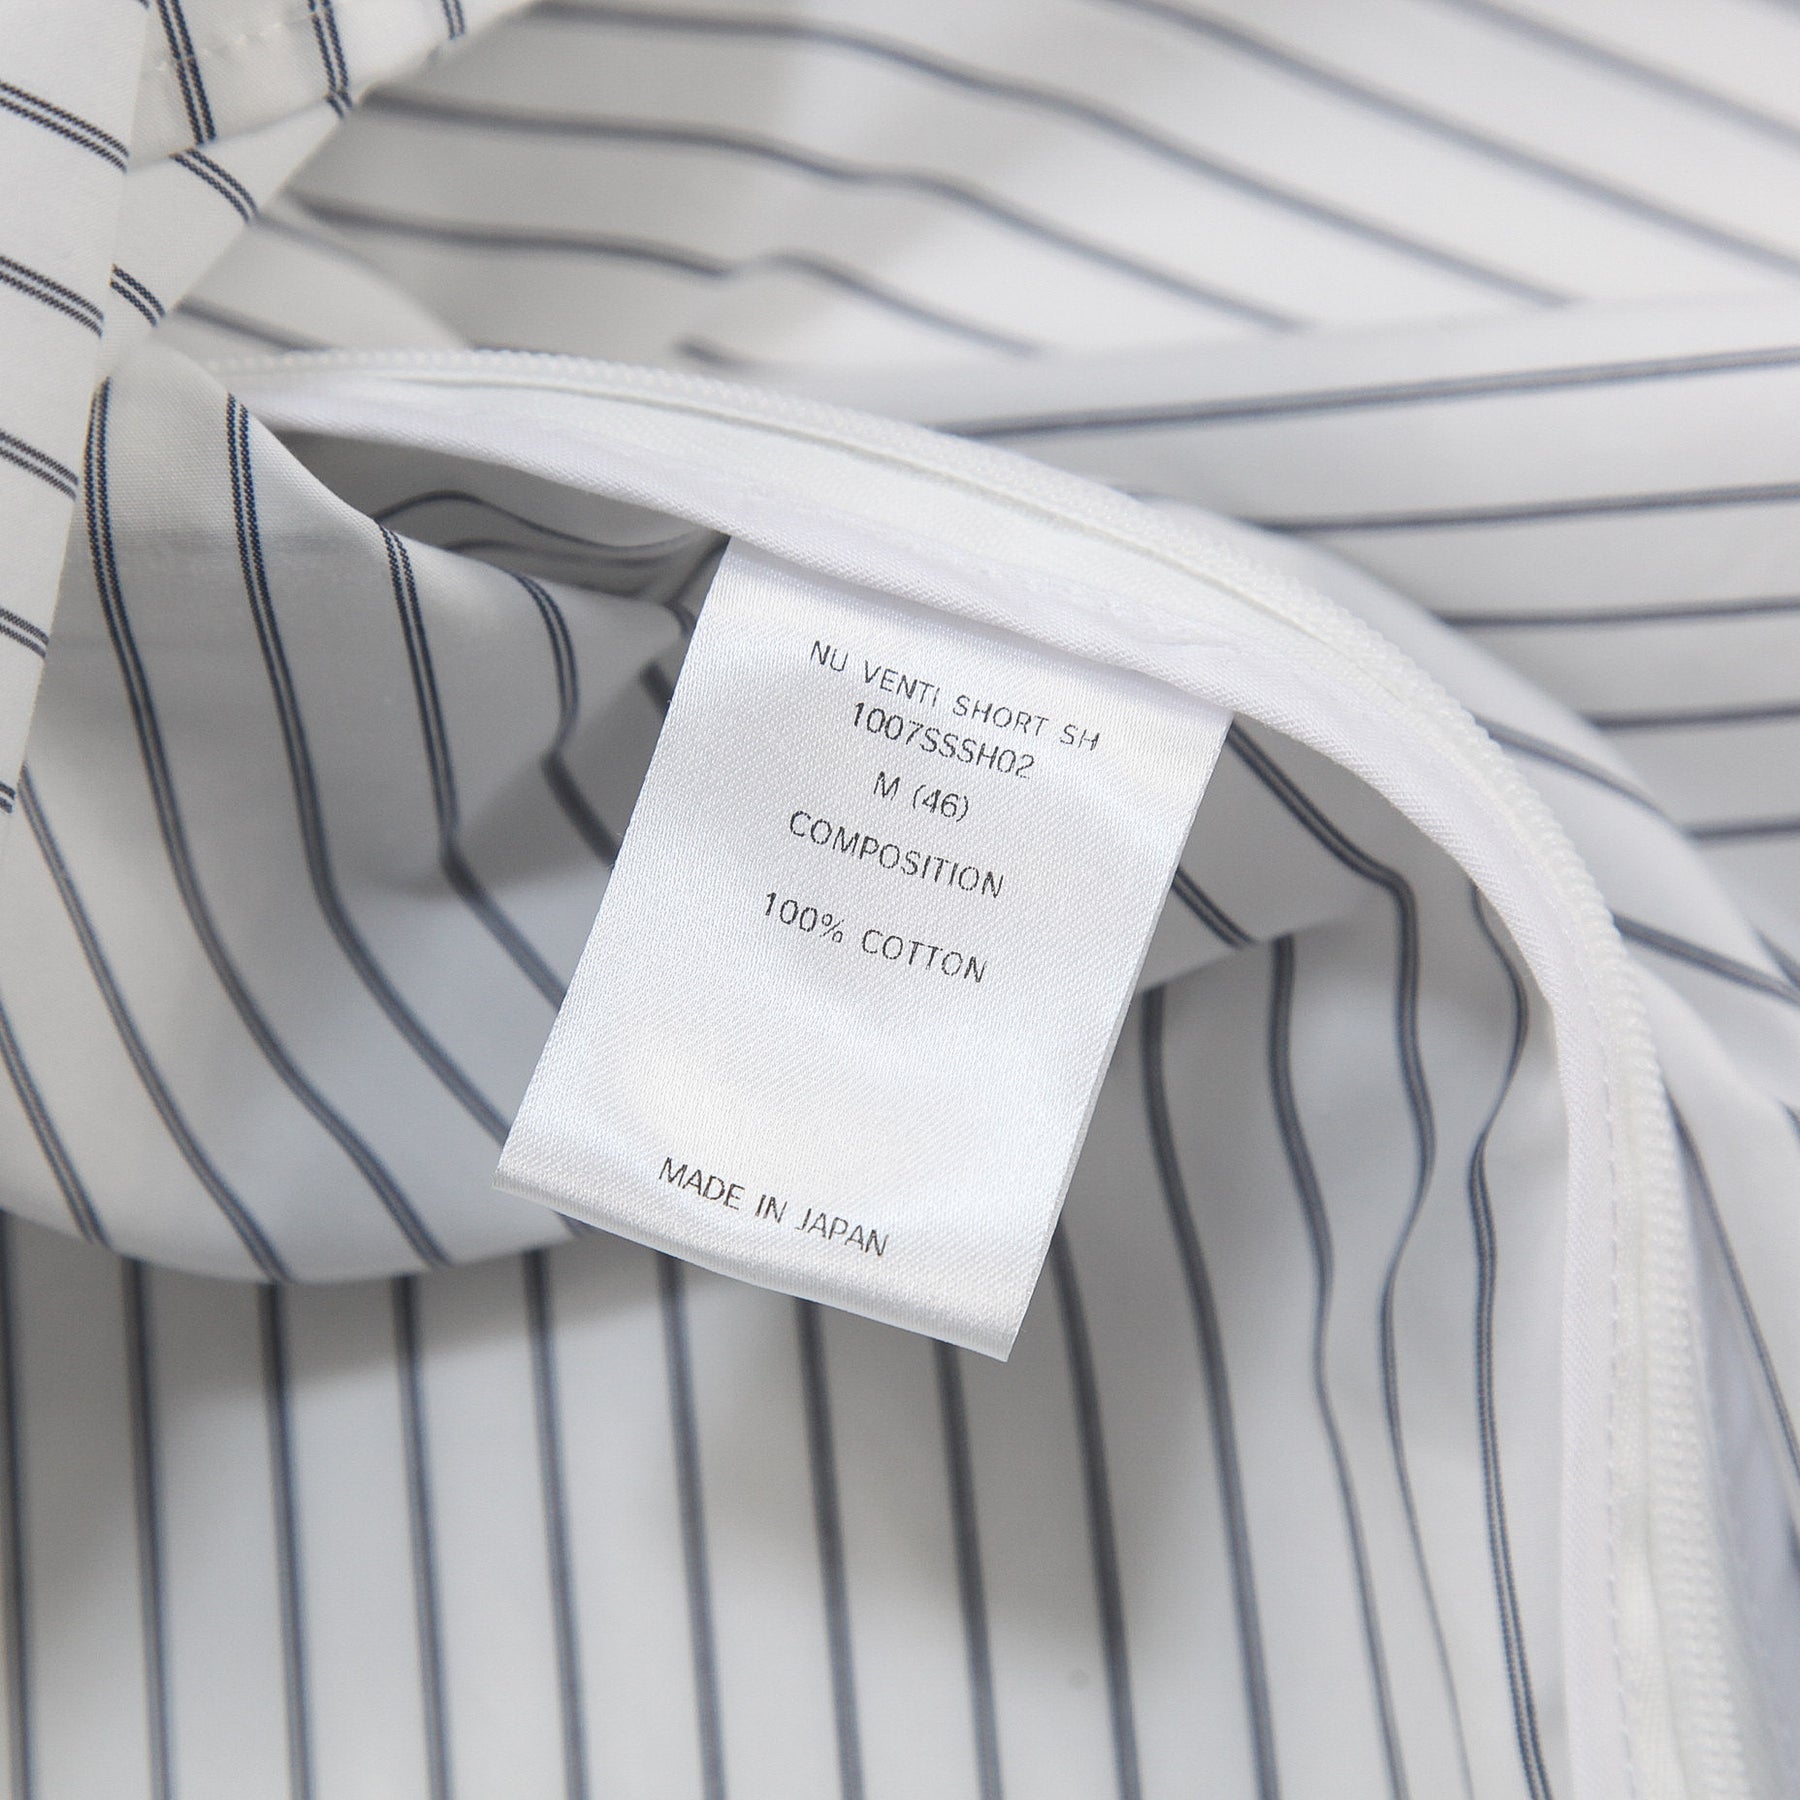 NU VENTI SHORT SH
1007SSSH02
M (46)
COMPOSITION
100% COTTON
MADE IN JAPAN